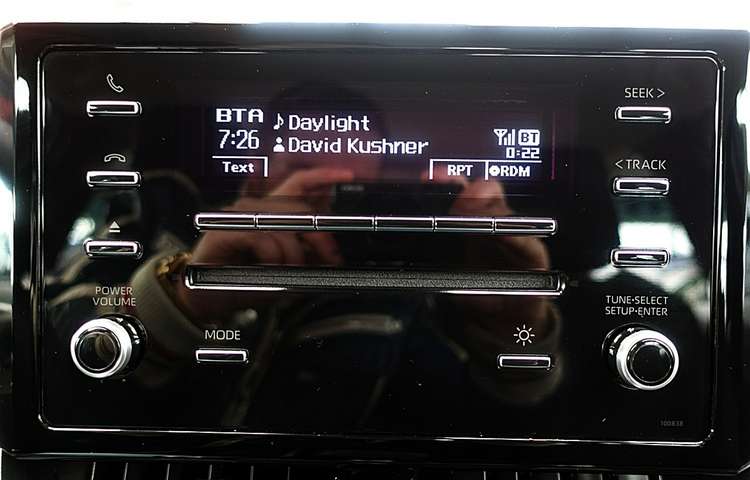 SEEK >
BTA ♪ Daylight
7:26 David Kushner BT
0:22
Text RPT RDM
< TRACK
POWER
VOLUME
MODE
TUNE•SELECT
SETUP•ENTER
100838